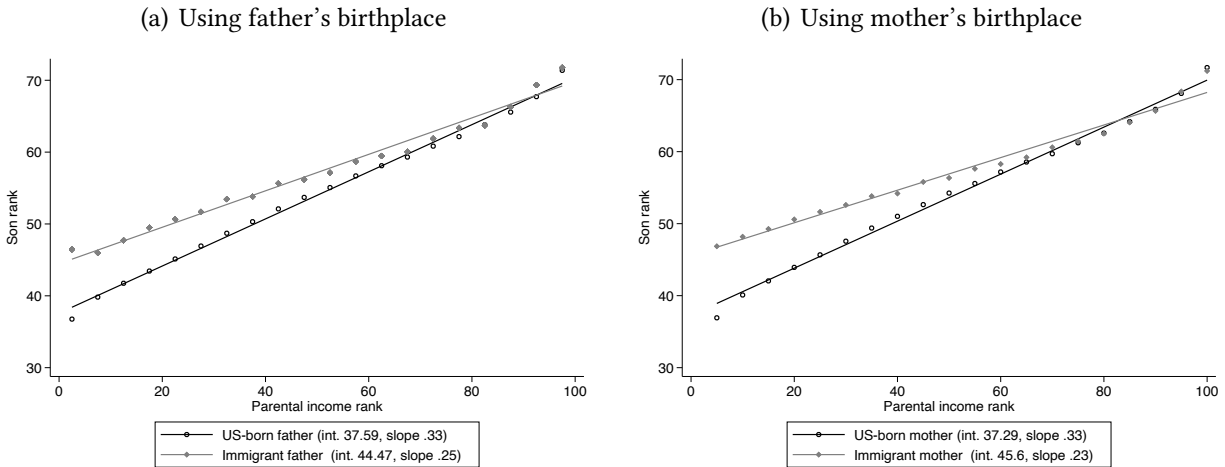 (a) Using father’s birthplace
70
60
50
40
30
Son rank
0 20 40 60 80 100
Parental income rank
US-born father (int. 37.59, slope .33)
Immigrant father (int. 44.47, slope .25)
(b) Using mother’s birthplace
70
60
50
40
30
Son rank
0 20 40 60 80 100
Parental income rank
US-born mother (int. 37.29, slope .33)
Immigrant mother (int. 45.6, slope .23)